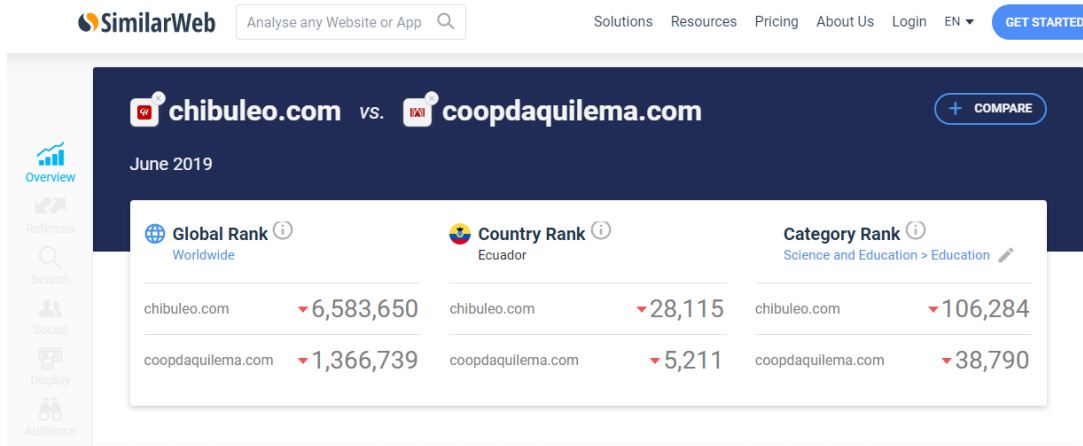 SimilarWeb Analyse any Website or App Solutions Resources Pricing About Us Login EN GET STARTED
chibuleo.com vs. coopdaquilema.com + COMPARE
June 2019
Overview
Referrals
Search
Social
Display
Audience
Global Rank
Worldwide
chibuleo.com 6,583,650
coopdaquilema.com 1,366,739
Country Rank
Ecuador
chibuleo.com 28,115
coopdaquilema.com 5,211
Category Rank
Science and Education > Education
chibuleo.com 106,284
coopdaquilema.com 38,790